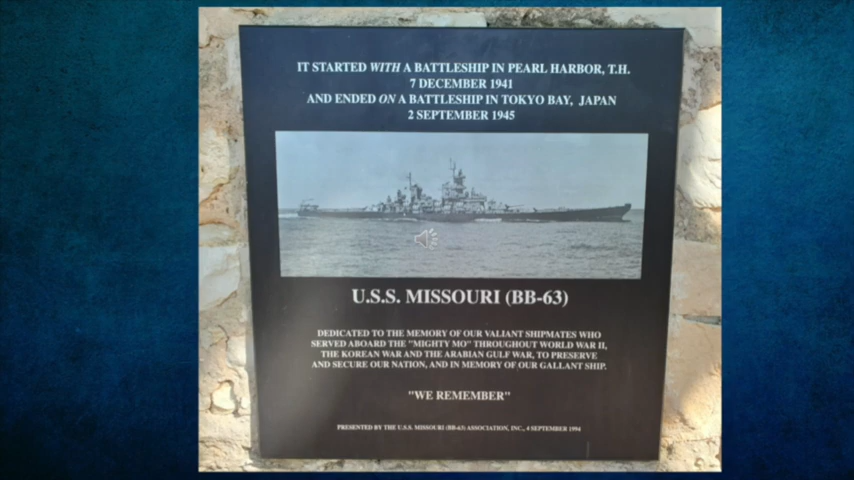 IT STARTED WITH A BATTLESHIP IN PEARL HARBOR, T.H.
7 DECEMBER 1941
AND ENDED ON A BATTLESHIP IN TOKYO BAY, JAPAN
2 SEPTEMBER 1945
U.S.S. MISSOURI (BB-63)
DEDICATED TO THE MEMORY OF OUR VALIANT SHIPMATES WHO
SERVED ABOARD THE "MIGHTY MO" THROUGHOUT WORLD WAR II,
THE KOREAN WAR AND THE ARABIAN GULF WAR, TO PRESERVE
AND SECURE OUR NATION, AND IN MEMORY OF OUR GALLANT SHIP.
"WE REMEMBER"
PRESENTED BY THE U.S.S. MISSOURI (BB-63) ASSOCIATION, INC., 4 SEPTEMBER 1994